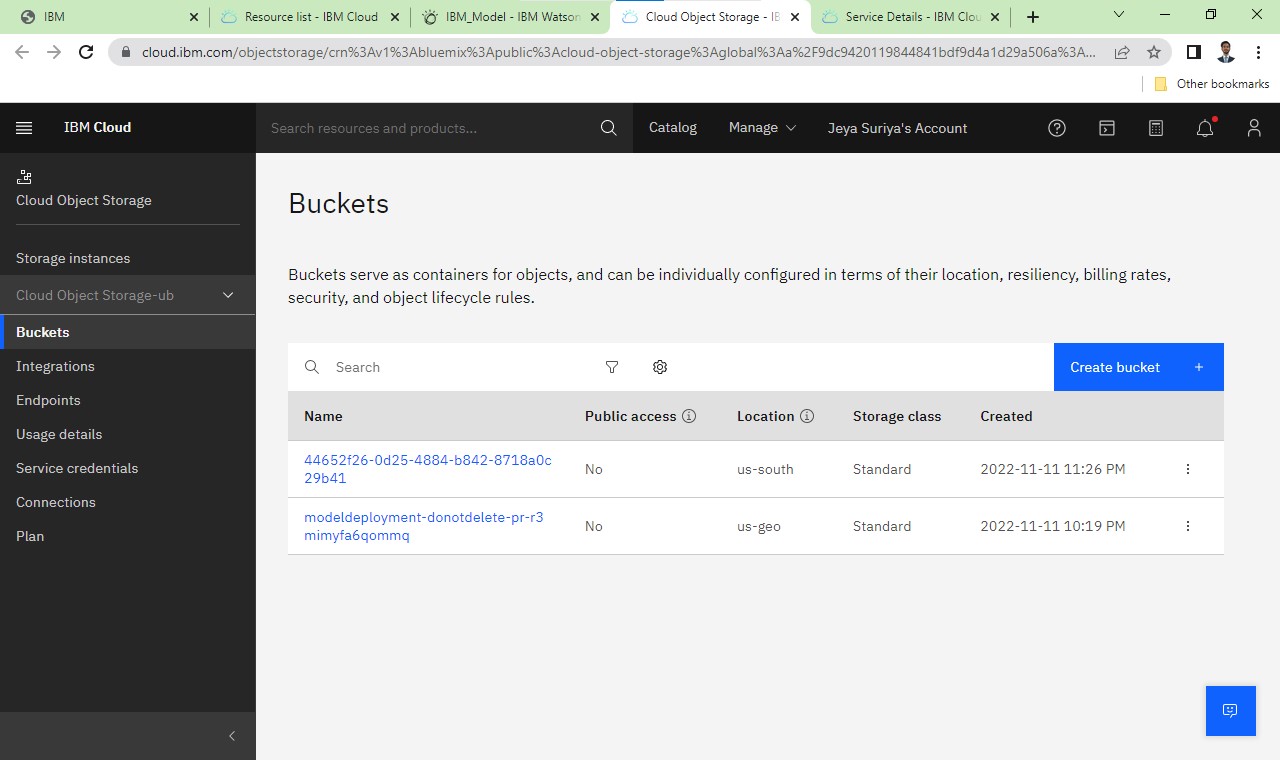 IBM
Resource list - IBM Cloud
IBM_Model - IBM Watson
Cloud Object Storage - IB
Service Details - IBM Clou
cloud.ibm.com/objectstorage/crn%3Av1%3Abluemix%3Apublic%3Acloud-object-storage%3Aglobal%3Aa%2F9dc9420119844841bdf9d4a1d29a506a%3A...
Other bookmarks
IBM Cloud
Search resources and products...
Catalog
Manage
Jeya Suriya's Account
Cloud Object Storage
Storage instances
Cloud Object Storage-ub
Buckets
Integrations
Endpoints
Usage details
Service credentials
Connections
Plan
Buckets
Buckets serve as containers for objects, and can be individually configured in terms of their location, resiliency, billing rates,
security, and object lifecycle rules.
Search
Create bucket +
Name Public access Location Storage class Created
44652f26-0d25-4884-b842-8718a0c
29b41
No us-south Standard 2022-11-11 11:26 PM
modeldeployment-donotdelete-pr-r3
mimyfa6qommq
No us-geo Standard 2022-11-11 10:19 PM